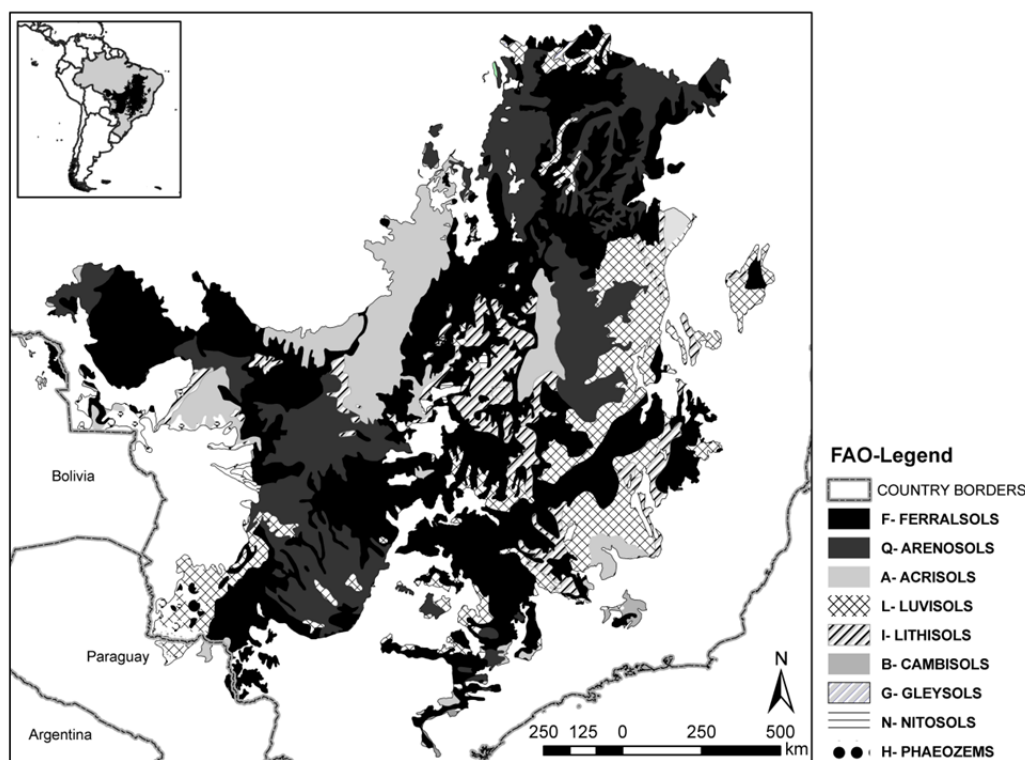 Bolivia
Paraguay
Argentina
N
250 125 0 250 500
km
FAO-Legend
COUNTRY BORDERS
F- FERRALSOLS
Q- ARENOSOLS
A- ACRISOLS
L- LUVISOLS
I- LITHISOLS
B- CAMBISOLS
G- GLEYSOLS
N- NITOSOLS
H- PHAEOZEMS